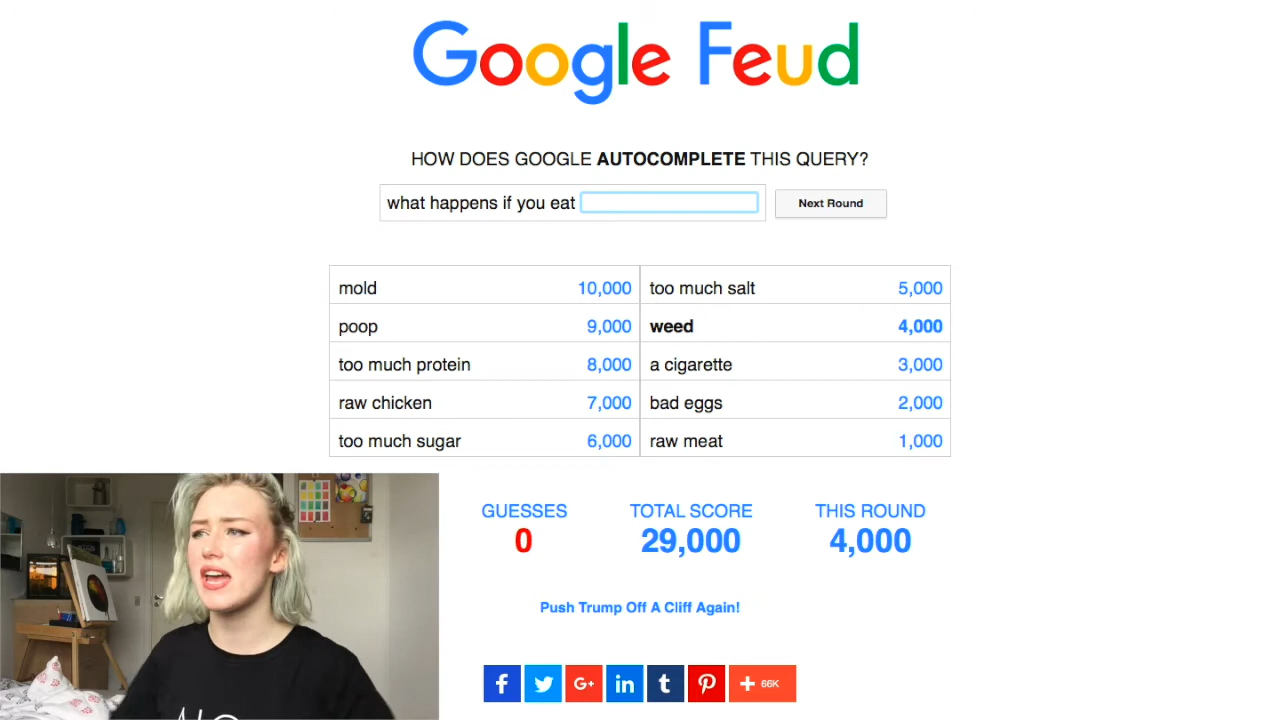 Google Feud
HOW DOES GOOGLE AUTOCOMPLETE THIS QUERY?
what happens if you eat
Next Round
mold 10,000
too much salt 5,000
poop 9,000
weed 4,000
too much protein 8,000
a cigarette 3,000
raw chicken 7,000
bad eggs 2,000
too much sugar 6,000
raw meat 1,000
GUESSES
TOTAL SCORE
THIS ROUND
0
29,000
4,000
Push Trump Off A Cliff Again!
f
G+
in
t
+ 66K